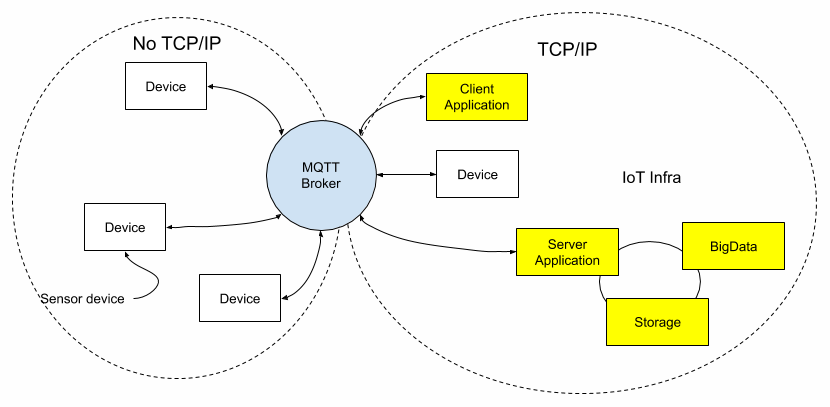 No TCP/IP
TCP/IP
Device
Client
Application
MQTT
Broker
Device
IoT Infra
Device
Server
Application
BigData
Sensor device
Device
Storage